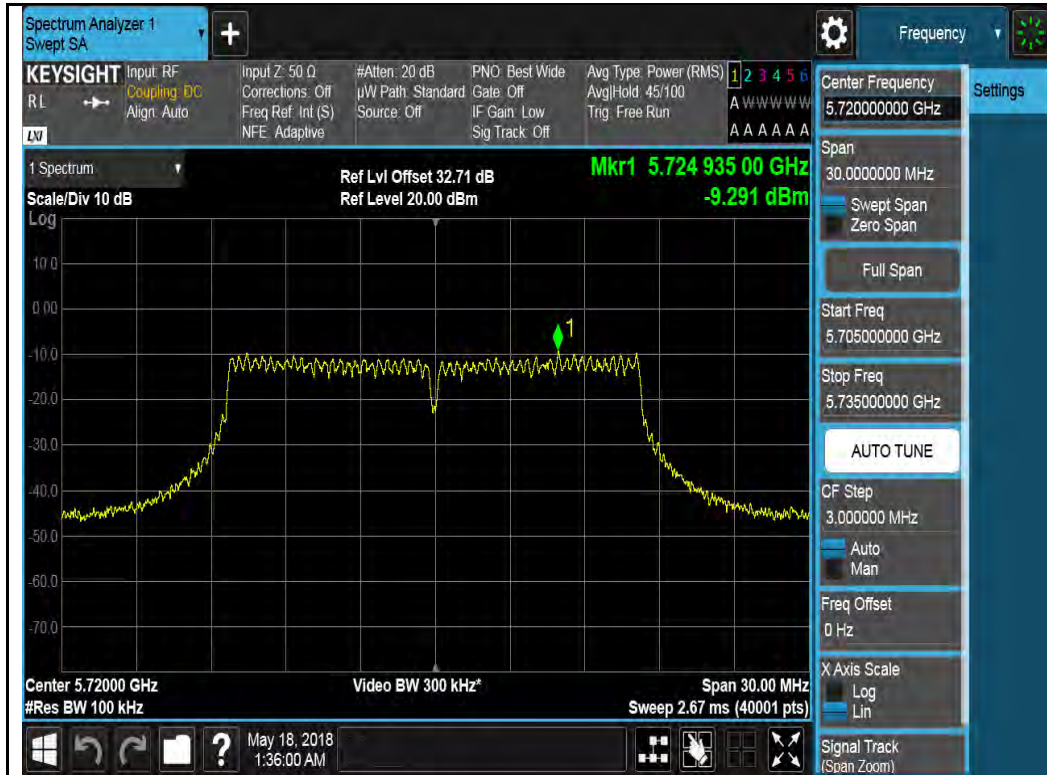 Spectrum Analyzer 1
Swept SA
+
Frequency
KEYSIGHT
RL
LXI
Input: RF
Coupling: DC
Align: Auto
Input Z: 50 Ω
Corrections: Off
Freq Ref: Int (S)
NFE: Adaptive
#Atten: 20 dB
µW Path: Standard
Source: Off
PNO: Best Wide
Gate: Off
IF Gain: Low
Sig Track: Off
Avg Type: Power (RMS)
Avg|Hold: 45/100
Trig: Free Run
1 2 3 4 5 6
A W W W W W
A A A A A A
1 Spectrum
Scale/Div 10 dB
Ref Lvl Offset 32.71 dB
Ref Level 20.00 dBm
Mkr1 5.724 935 00 GHz
-9.291 dBm
Log
10.0
0.00
-10.0
-20.0
-30.0
-40.0
-50.0
-60.0
-70.0
1
Center 5.72000 GHz
#Res BW 100 kHz
Video BW 300 kHz*
Span 30.00 MHz
Sweep 2.67 ms (40001 pts)
Center Frequency
5.720000000 GHz
Settings
Span
30.0000000 MHz
Swept Span
Zero Span
Full Span
Start Freq
5.705000000 GHz
Stop Freq
5.735000000 GHz
AUTO TUNE
CF Step
3.000000 MHz
Auto
Man
Freq Offset
0 Hz
X Axis Scale
Log
Lin
Signal Track
(Span Zoom)
?
May 18, 2018
1:36:00 AM